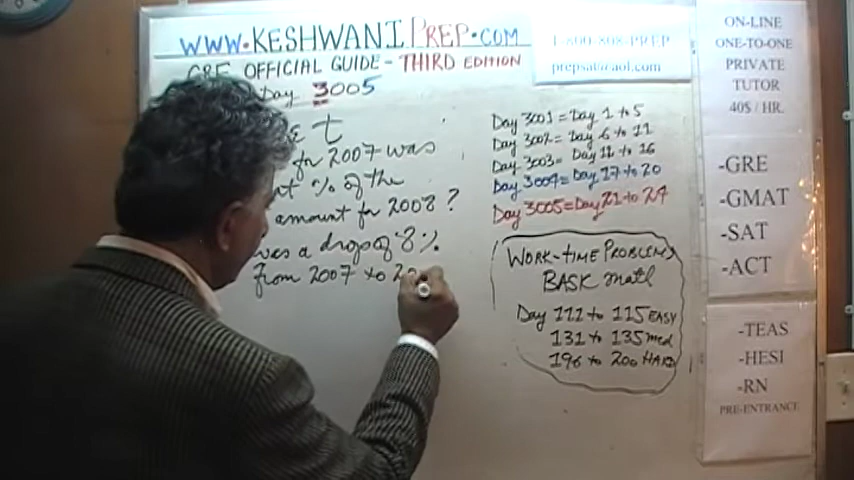 WWW.KESHWANIPREP.COM
GRE OFFICIAL GUIDE - THIRD EDITION
Day 3005
t
for 2007 was
% of the
amount for 2008?
was a drop of 8%
from 2007 to 20
1-800-808-PREP
prepsat@aol.com
Day 3001 = Day 1 to 5
Day 3002 = Day 6 to 11
Day 3003 = Day 11 to 16
Day 3004 = Day 17 to 20
Day 3005 = Day 21 to 24
WORK-TIME PROBLEMS
BASIC math
Day 111 to 115 EASY
131 to 135 med
196 to 200 HARD
ON-LINE
ONE-TO-ONE
PRIVATE
TUTOR
40$ / HR.
-GRE
-GMAT
-SAT
-ACT
-TEAS
-HESI
-RN
PRE-ENTRANCE